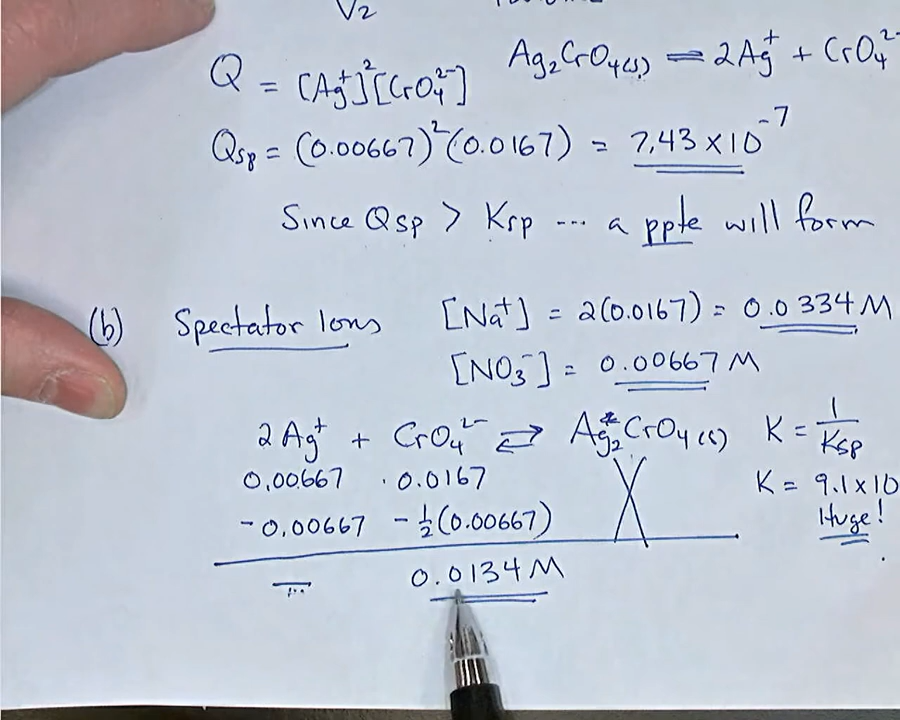 V₂
Q = [Ag⁺]²[CrO₄²⁻] Ag₂CrO₄(s) ⇌ 2Ag⁺ + CrO₄²⁻
Qsp = (0.00667)²(0.0167) = 7.43 × 10⁻⁷
Since Qsp > Ksp ... a ppte will form
(b) Spectator Ions [Na⁺] = 2(0.0167) = 0.0334 M
[NO₃⁻] = 0.00667 M
2Ag⁺ + CrO₄²⁻ ⇌ Ag₂CrO₄(s) K = 1/Ksp
0.00667 0.0167 K = 9.1 × 10
-0.00667 -½(0.00667) Huge!
0.0134 M